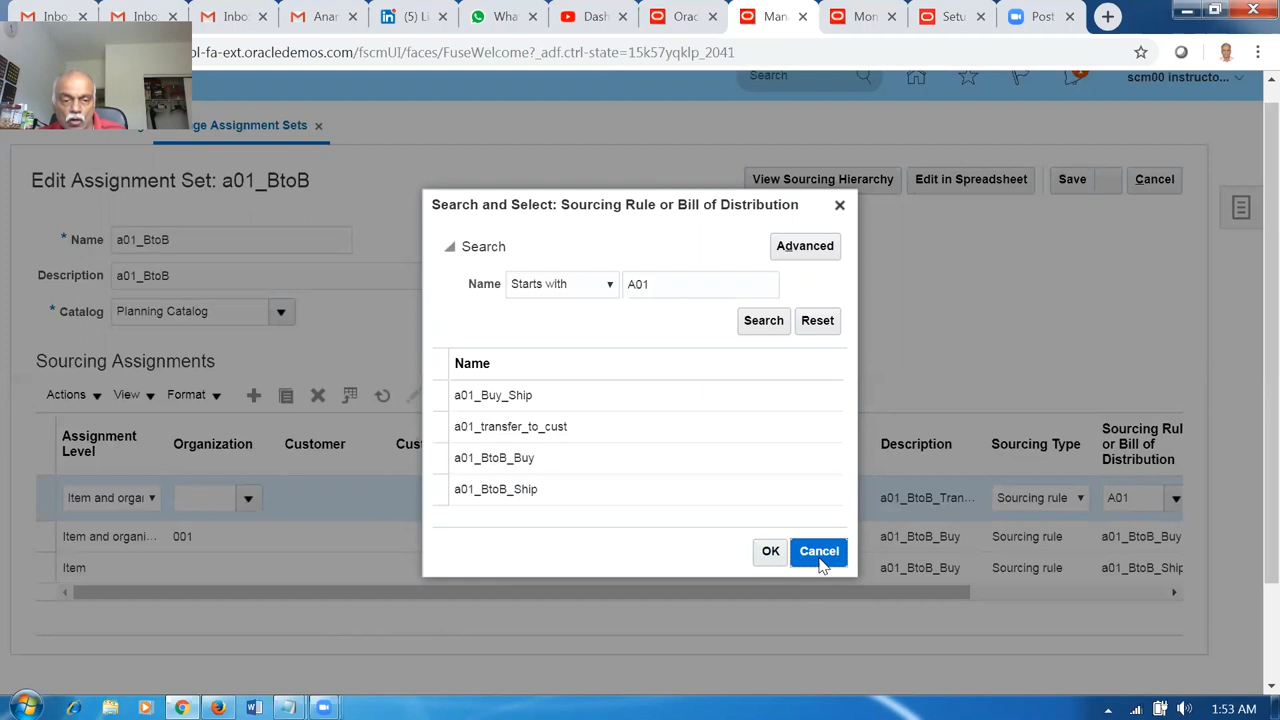 Inbo
Inbo
Inbo
Anar
(5) Li
Wha
Dash
Orac
Man
Mon
Setu
Post
ol-fa-ext.oracledemos.com/fscmUI/faces/FuseWelcome?_adf.ctrl-state=15k57yqklp_2041
Search
scm00 instructo...
ge Assignment Sets
Edit Assignment Set: a01_BtoB
View Sourcing Hierarchy
Edit in Spreadsheet
Save
Cancel
* Name a01_BtoB
Description a01_BtoB
* Catalog Planning Catalog
Sourcing Assignments
Actions View Format
Assignment Level Organization Customer Cus Description Sourcing Type Sourcing Rul or Bill of Distribution
Item and orgar a01_BtoB_Tran... Sourcing rule A01
Item and organi... 001 a01_BtoB_Buy Sourcing rule a01_BtoB_Buy
Item a01_BtoB_Buy Sourcing rule a01_BtoB_Ship
Search and Select: Sourcing Rule or Bill of Distribution
Search
Advanced
Name Starts with A01
Search Reset
Name
a01_Buy_Ship
a01_transfer_to_cust
a01_BtoB_Buy
a01_BtoB_Ship
OK Cancel
1:53 AM